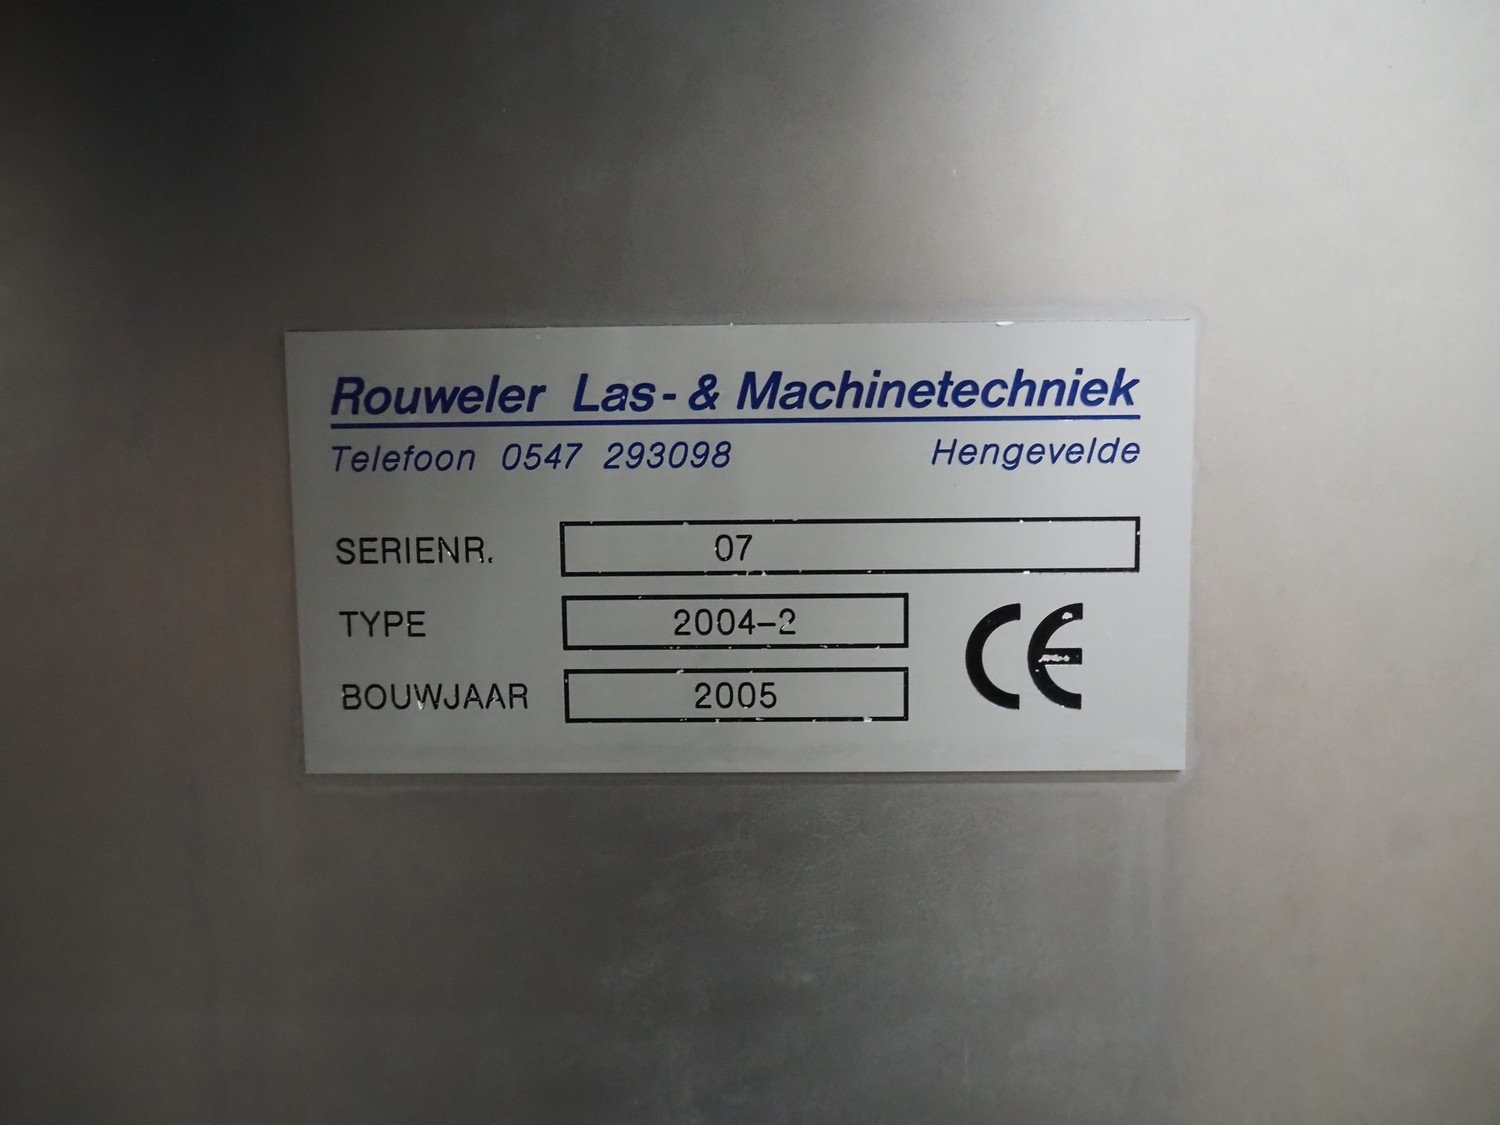 Rouweler Las- & Machinetechniek
Telefoon 0547 293098 Hengevelde
SERIENR. 07
TYPE 2004-2
BOUWJAAR 2005
CE